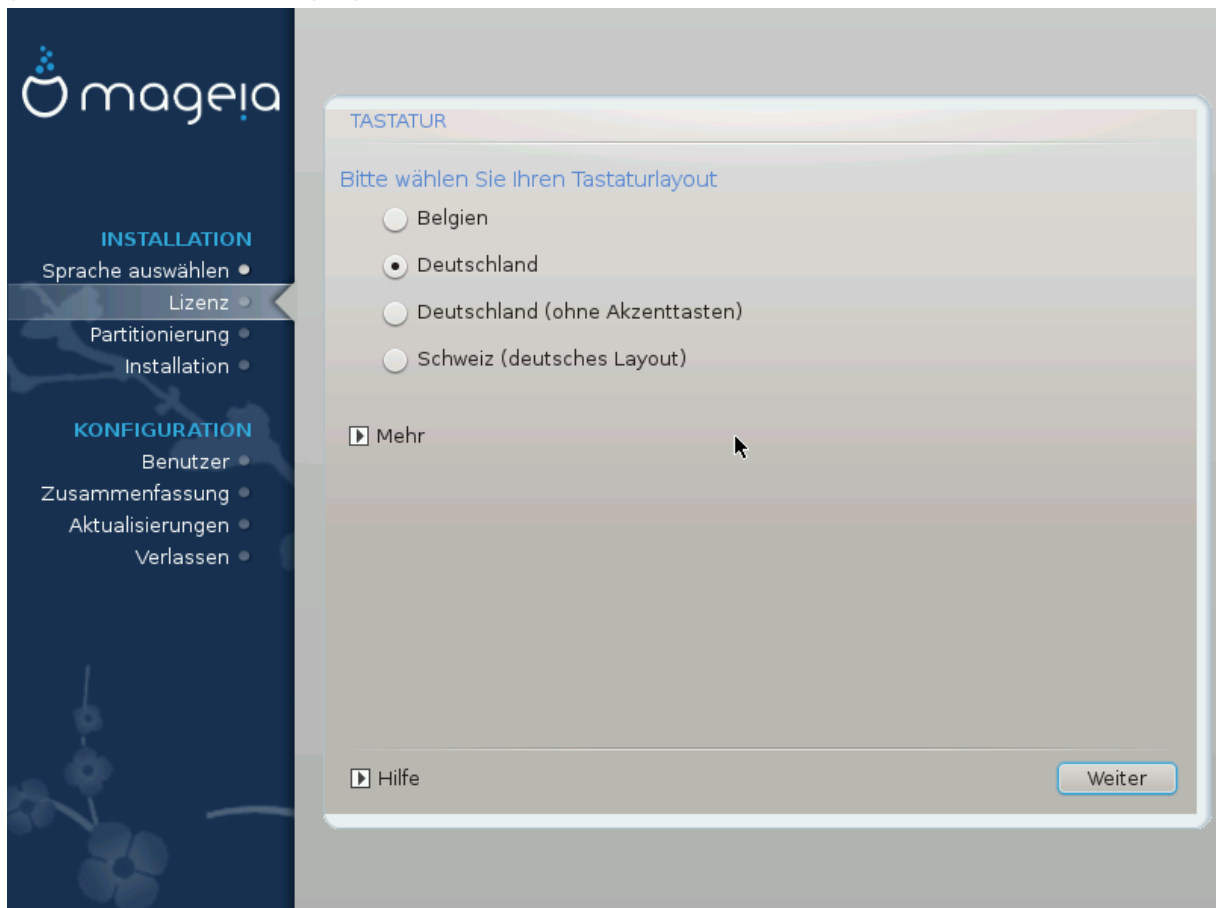 mageia
INSTALLATION
Sprache auswählen
Lizenz
Partitionierung
Installation
KONFIGURATION
Benutzer
Zusammenfassung
Aktualisierungen
Verlassen
TASTATUR
Bitte wählen Sie Ihren Tastaturlayout
Belgien
Deutschland
Deutschland (ohne Akzenttasten)
Schweiz (deutsches Layout)
Mehr
Hilfe
Weiter